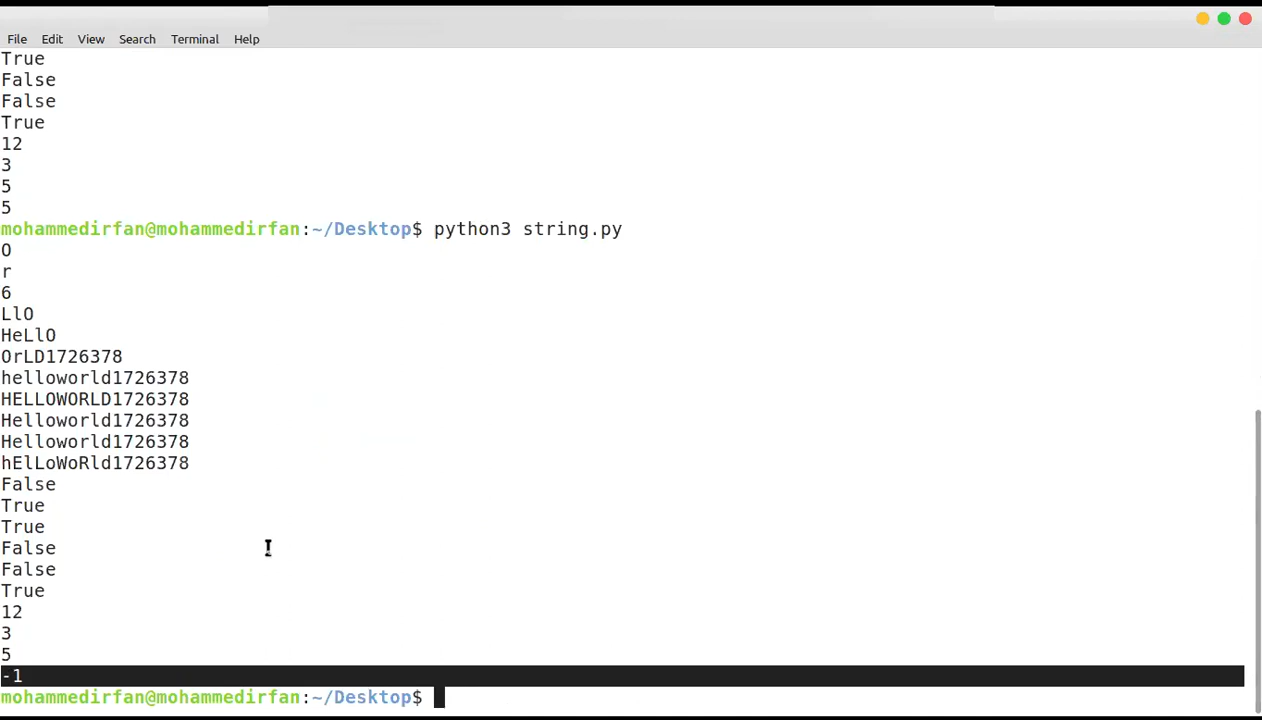 File Edit View Search Terminal Help
True
False
False
True
12
3
5
5
mohammedirfan@mohammedirfan:~/Desktop$ python3 string.py
O
r
6
LlO
HeLlO
OrLD1726378
helloworld1726378
HELLOWORLD1726378
Helloworld1726378
Helloworld1726378
hElLoWoRld1726378
False
True
True
False
False
True
12
3
5
-1
mohammedirfan@mohammedirfan:~/Desktop$